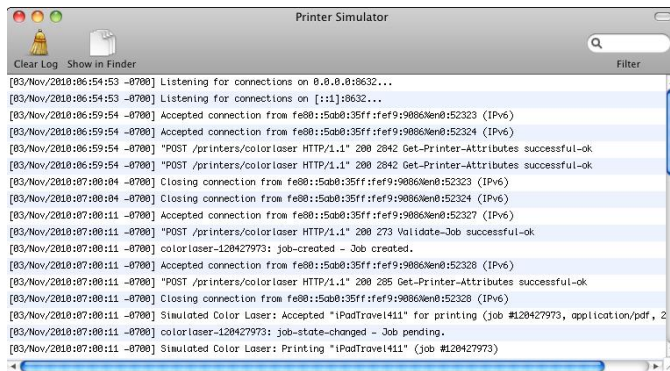 Printer Simulator
Clear Log Show in Finder Filter
[03/Nov/2010:06:54:53 -0700] Listening for connections on 0.0.0.0:8632...
[03/Nov/2010:06:54:53 -0700] Listening for connections on [::1]:8632...
[03/Nov/2010:06:59:54 -0700] Accepted connection from fe80::5ab0:35ff:fef9:9086%en0:52323 (IPv6)
[03/Nov/2010:06:59:54 -0700] Accepted connection from fe80::5ab0:35ff:fef9:9086%en0:52324 (IPv6)
[03/Nov/2010:06:59:54 -0700] "POST /printers/colorlaser HTTP/1.1" 200 2842 Get-Printer-Attributes successful-ok
[03/Nov/2010:06:59:54 -0700] "POST /printers/colorlaser HTTP/1.1" 200 2842 Get-Printer-Attributes successful-ok
[03/Nov/2010:07:00:04 -0700] Closing connection from fe80::5ab0:35ff:fef9:9086%en0:52323 (IPv6)
[03/Nov/2010:07:00:04 -0700] Closing connection from fe80::5ab0:35ff:fef9:9086%en0:52324 (IPv6)
[03/Nov/2010:07:00:11 -0700] Accepted connection from fe80::5ab0:35ff:fef9:9086%en0:52327 (IPv6)
[03/Nov/2010:07:00:11 -0700] "POST /printers/colorlaser HTTP/1.1" 200 273 Validate-Job successful-ok
[03/Nov/2010:07:00:11 -0700] colorlaser-120427973: job-created - Job created.
[03/Nov/2010:07:00:11 -0700] Accepted connection from fe80::5ab0:35ff:fef9:9086%en0:52328 (IPv6)
[03/Nov/2010:07:00:11 -0700] "POST /printers/colorlaser HTTP/1.1" 200 285 Get-Printer-Attributes successful-ok
[03/Nov/2010:07:00:11 -0700] Closing connection from fe80::5ab0:35ff:fef9:9086%en0:52328 (IPv6)
[03/Nov/2010:07:00:11 -0700] Simulated Color Laser: Accepted "iPadTravel411" for printing (job #120427973, application/pdf, 2
[03/Nov/2010:07:00:11 -0700] colorlaser-120427973: job-state-changed - Job pending.
[03/Nov/2010:07:00:11 -0700] Simulated Color Laser: Printing "iPadTravel411" (job #120427973)